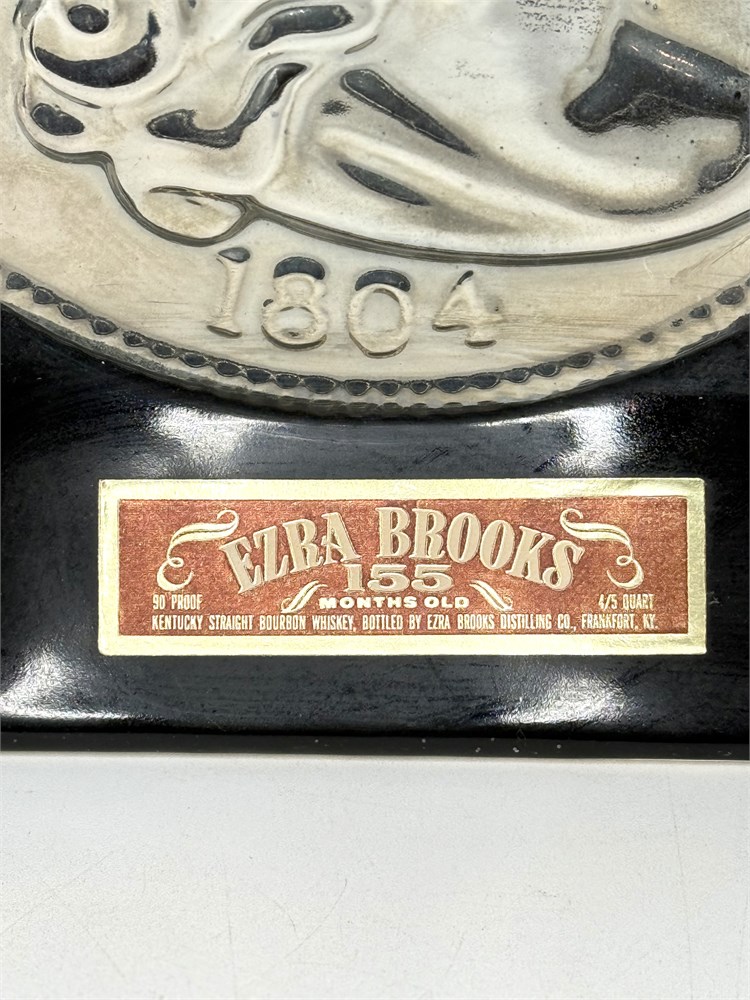 1804
EZRA BROOKS
155
90 PROOF MONTHS OLD 4/5 QUART
KENTUCKY STRAIGHT BOURBON WHISKEY, BOTTLED BY EZRA BROOKS DISTILLING CO., FRANKFORT, KY.